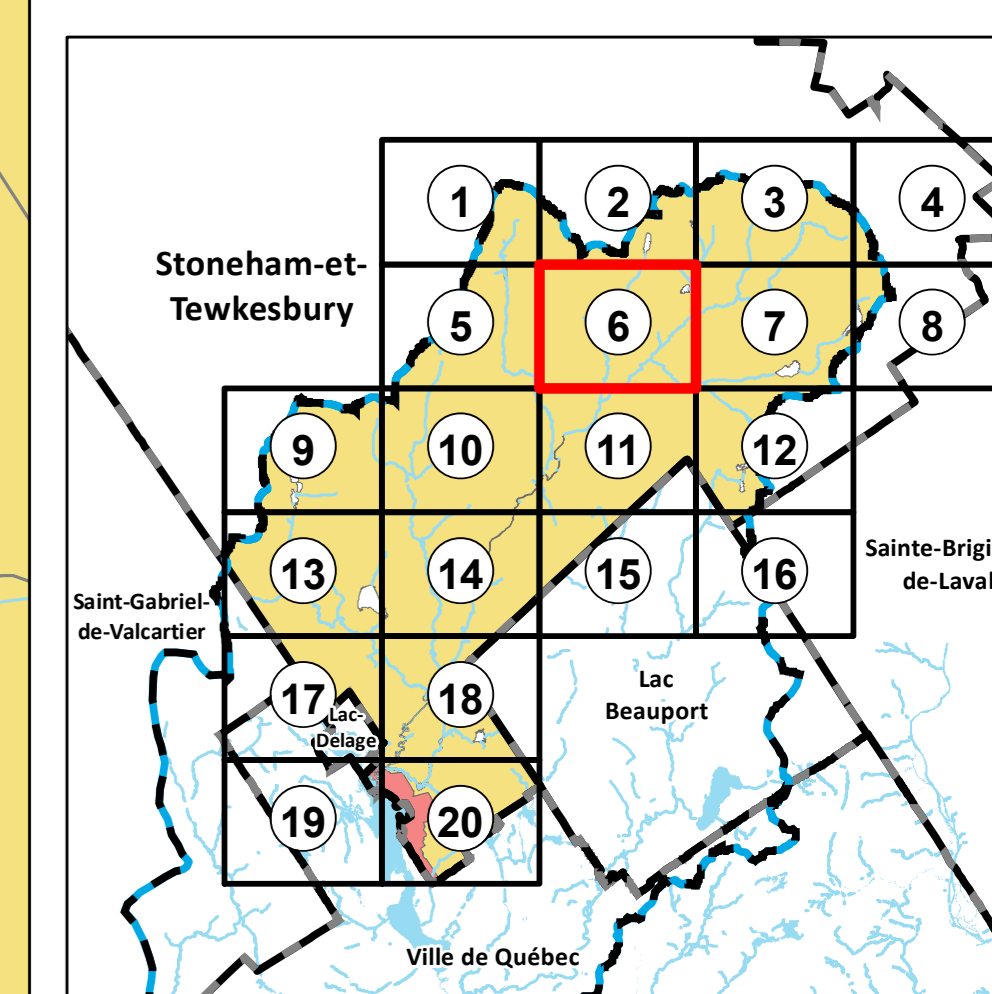 1
2
3
4
Stoneham-et-
Tewkesbury
5
6
7
8
9
10
11
12
13
14
15
16
Sainte-Brigi
de-Laval
Saint-Gabriel-
de-Valcartier
17
18
Lac-
Delage
Lac
Beauport
19
20
Ville de Québec